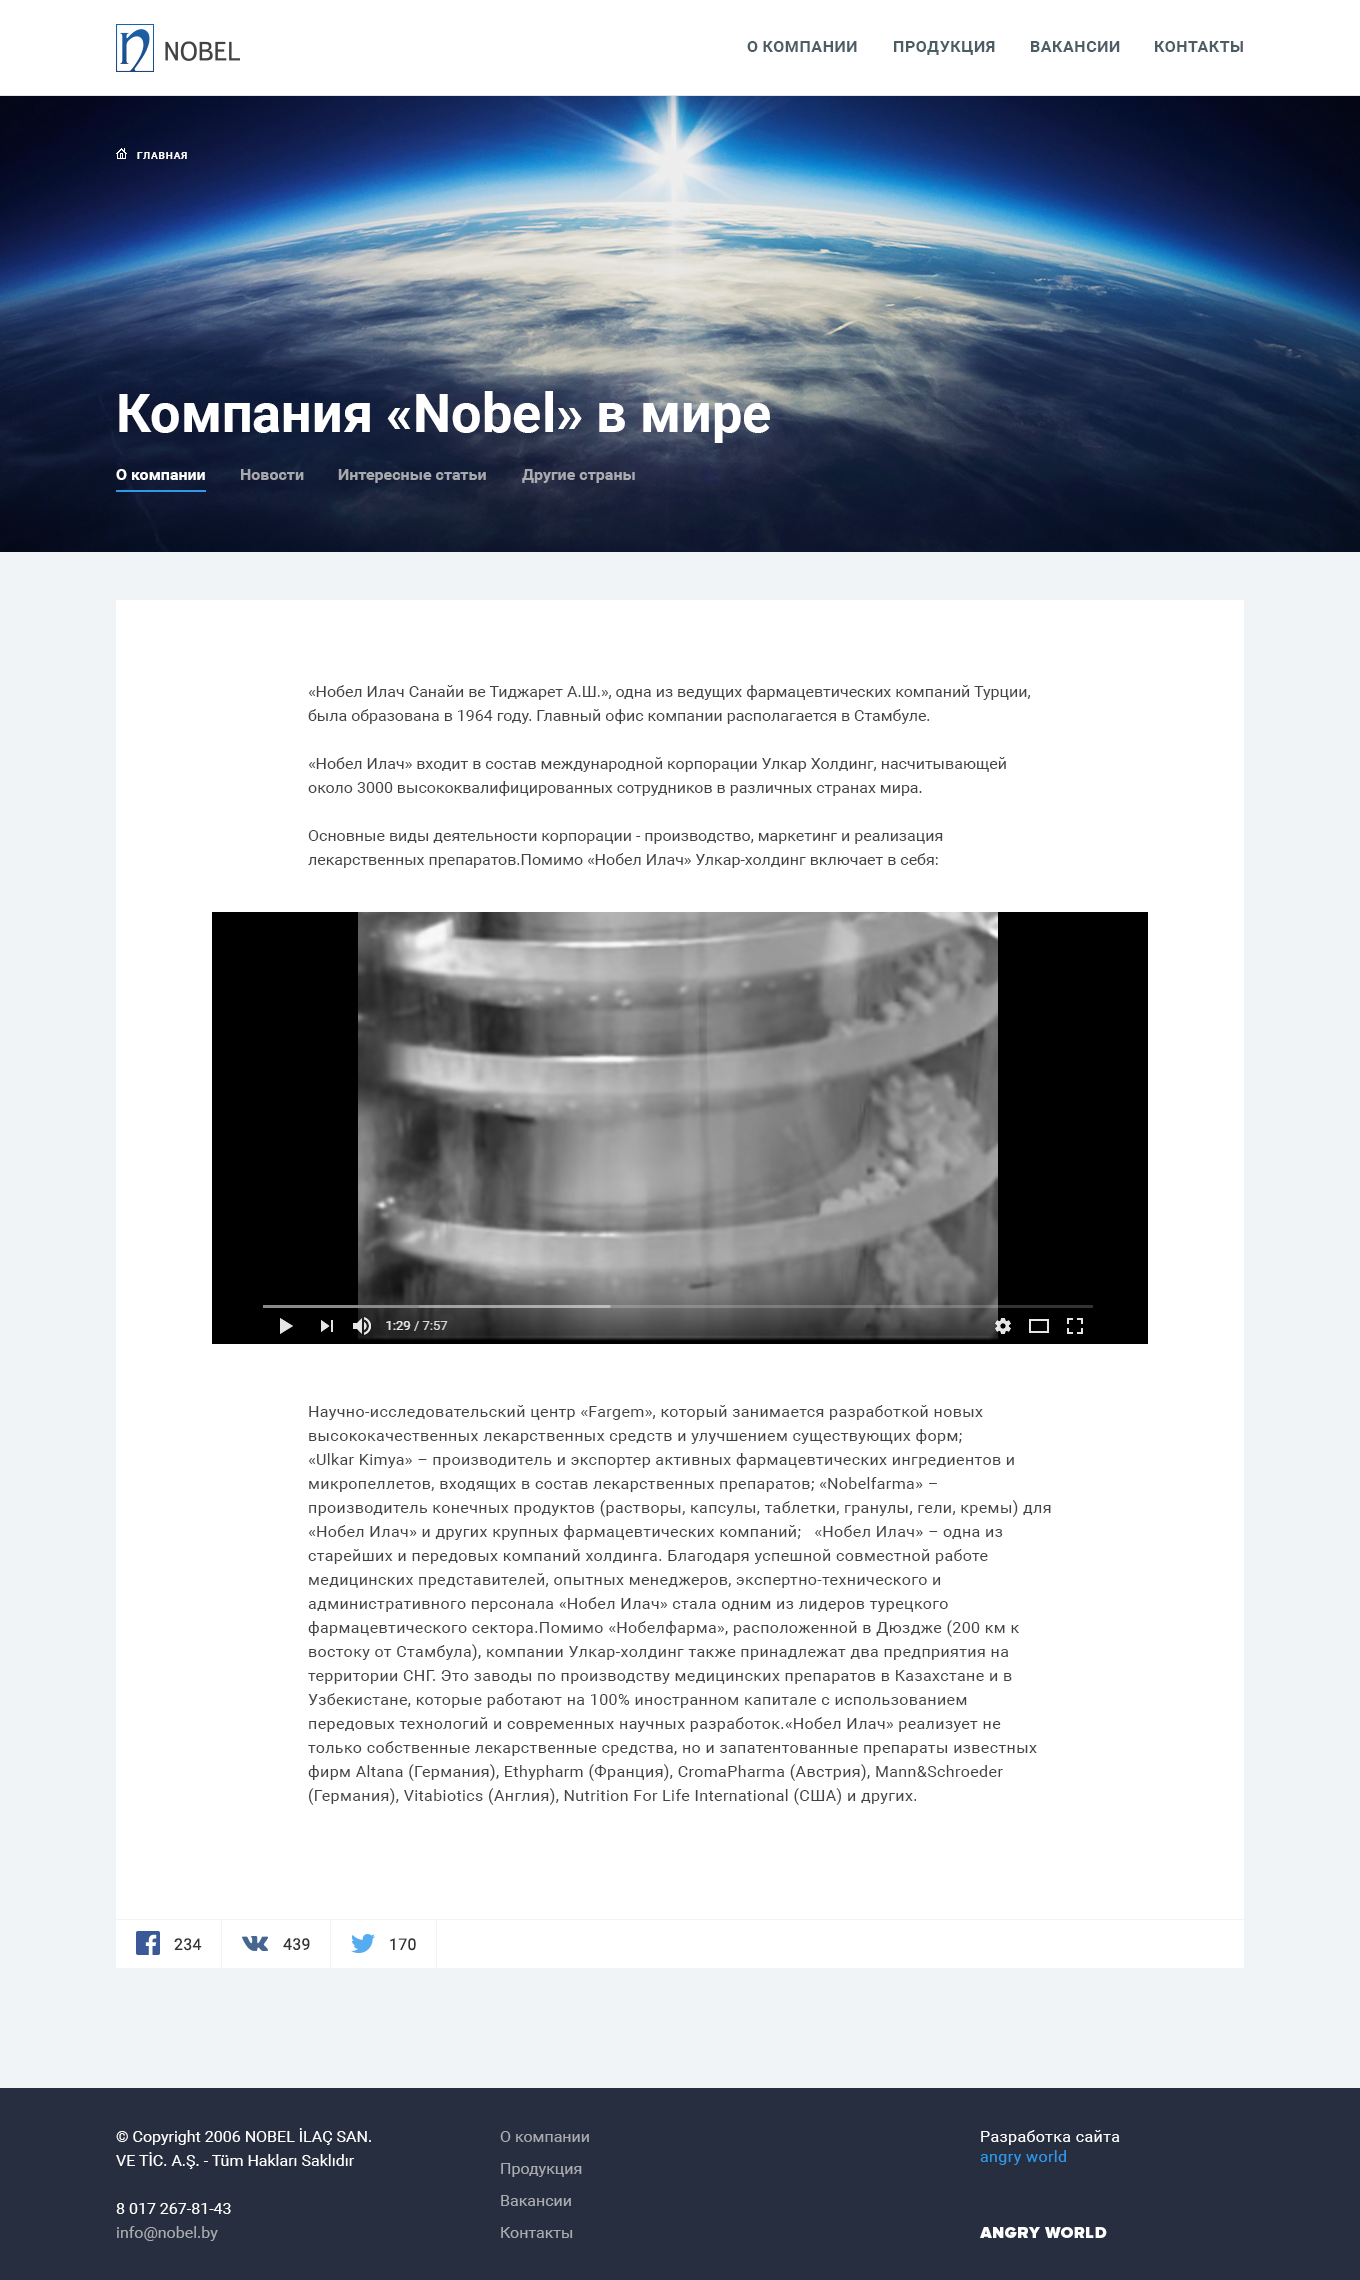 NOBEL
О КОМПАНИИ ПРОДУКЦИЯ ВАКАНСИИ КОНТАКТЫ
ГЛАВНАЯ
Компания «Nobel» в мире
О компании Новости Интересные статьи Другие страны
«Нобел Илач Санайи ве Тиджарет А.Ш.», одна из ведущих фармацевтических компаний Турции,
была образована в 1964 году. Главный офис компании располагается в Стамбуле.
«Нобел Илач» входит в состав международной корпорации Улкар Холдинг, насчитывающей
около 3000 высококвалифицированных сотрудников в различных странах мира.
Основные виды деятельности корпорации - производство, маркетинг и реализация
лекарственных препаратов.Помимо «Нобел Илач» Улкар-холдинг включает в себя:
1:29 / 7:57
Научно-исследовательский центр «Fargem», который занимается разработкой новых
высококачественных лекарственных средств и улучшением существующих форм;
«Ulkar Kimya» – производитель и экспортер активных фармацевтических ингредиентов и
микропеллетов, входящих в состав лекарственных препаратов; «Nobelfarma» –
производитель конечных продуктов (растворы, капсулы, таблетки, гранулы, гели, кремы) для
«Нобел Илач» и других крупных фармацевтических компаний; «Нобел Илач» – одна из
старейших и передовых компаний холдинга. Благодаря успешной совместной работе
медицинских представителей, опытных менеджеров, экспертно-технического и
административного персонала «Нобел Илач» стала одним из лидеров турецкого
фармацевтического сектора.Помимо «Нобелфарма», расположенной в Дюздже (200 км к
востоку от Стамбула), компании Улкар-холдинг также принадлежат два предприятия на
территории СНГ. Это заводы по производству медицинских препаратов в Казахстане и в
Узбекистане, которые работают на 100% иностранном капитале с использованием
передовых технологий и современных научных разработок.«Нобел Илач» реализует не
только собственные лекарственные средства, но и запатентованные препараты известных
фирм Altana (Германия), Ethypharm (Франция), CromaPharma (Австрия), Mann&Schroeder
(Германия), Vitabiotics (Англия), Nutrition For Life International (США) и других.
234 439 170
© Copyright 2006 NOBEL İLAÇ SAN.
VE TİC. A.Ş. - Tüm Hakları Saklıdır
8 017 267-81-43
info@nobel.by
О компании
Продукция
Вакансии
Контакты
Разработка сайта
angry world
ANGRY WORLD